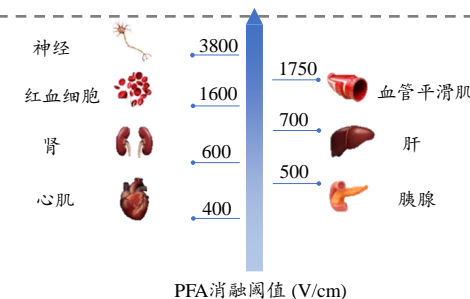 神经 3800
1750 血管平滑肌
红血细胞 1600
700 肝
肾 600
500 胰腺
心肌 400
PFA消融阈值 (V/cm)